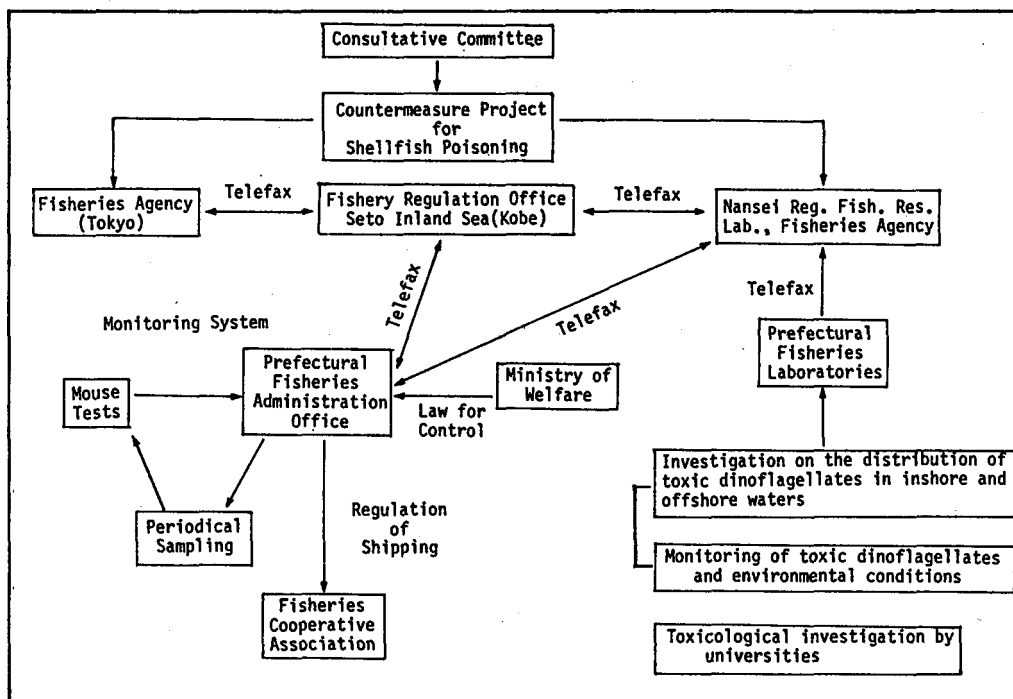 Consultative Committee
Countermeasure Project
for
Shellfish Poisoning
Fisheries Agency
(Tokyo)
Telefax
Fishery Regulation Office
Seto Inland Sea(Kobe)
Telefax
Nansei Reg. Fish. Res.
Lab., Fisheries Agency
Telefax
Telefax
Telefax
Monitoring System
Prefectural
Fisheries
Laboratories
Mouse
Tests
Prefectural
Fisheries
Administration
Office
Ministry of
Welfare
Law for
Control
Investigation on the distribution of
toxic dinoflagellates in inshore and
offshore waters
Periodical
Sampling
Regulation
of
Shipping
Monitoring of toxic dinoflagellates
and environmental conditions
Fisheries
Cooperative
Association
Toxicological investigation by
universities